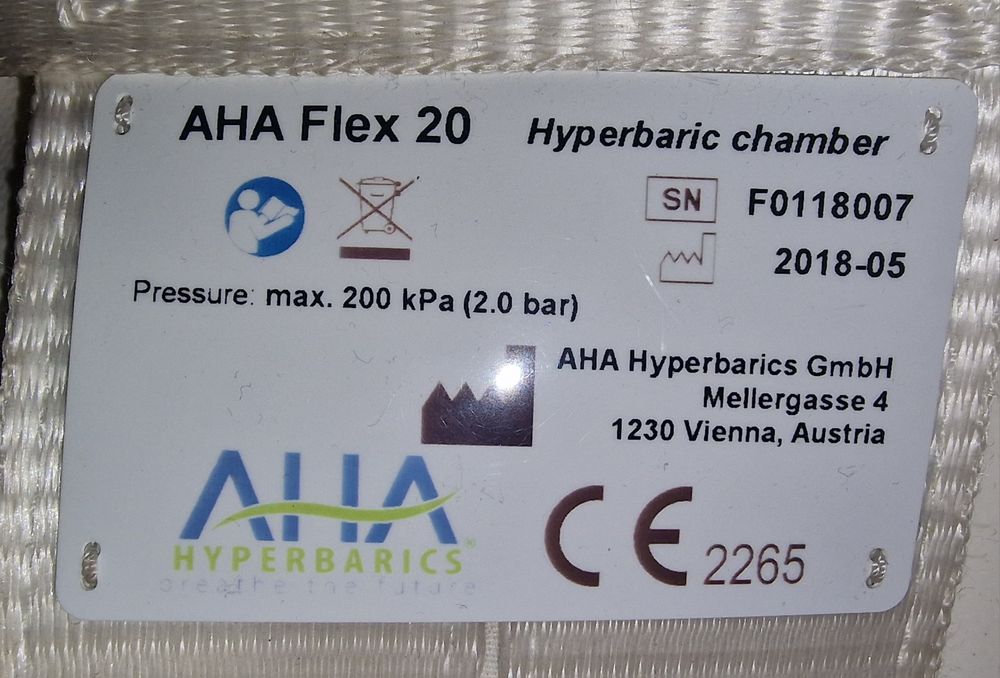 AHA Flex 20 Hyperbaric chamber
SN F0118007
2018-05
Pressure: max. 200 kPa (2.0 bar)
AHA Hyperbarics GmbH
Mellergasse 4
1230 Vienna, Austria
AHA
HYPERBARICS®
breathe the future
CE 2265